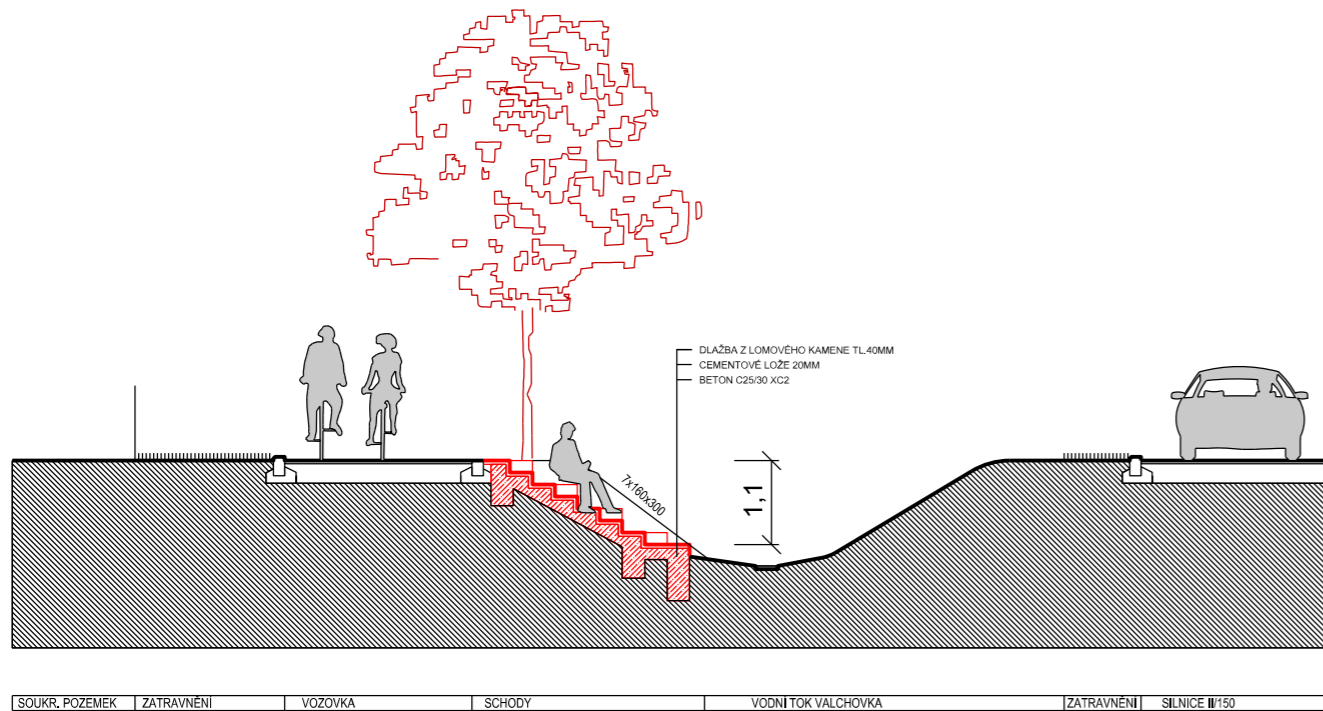 DLAŽBA Z LOMOVÉHO KAMENE TL.40MM
CEMENTOVÉ LOŽE 20MM
BETON C25/30 XC2
7x160x300
1,1
SOUKR. POZEMEK
ZATRAVNĚNÍ
VOZOVKA
SCHODY
VODNÍ TOK VALCHOVKA
ZATRAVNĚNÍ
SILNICE II/150